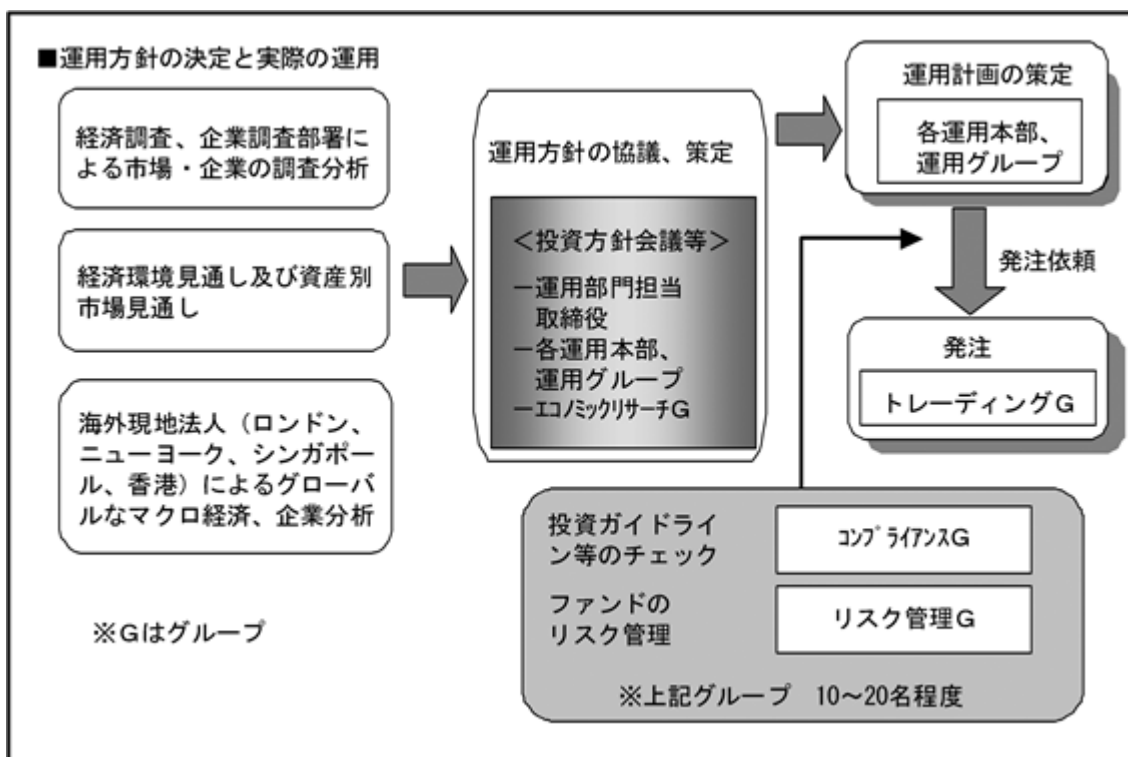 ■運用方針の決定と実際の運用
経済調査、企業調査部署に
よる市場・企業の調査分析
経済環境見通し及び資産別
市場見通し
海外現地法人（ロンドン、
ニューヨーク、シンガポー
ル、香港）によるグローバ
ルなマクロ経済、企業分析
※Ｇはグループ
運用方針の協議、策定
＜投資方針会議等＞
－運用部門担当
取締役
－各運用本部、
運用グループ
－ｴｺﾉﾐｯｸﾘｻｰﾁＧ
運用計画の策定
各運用本部、
運用グループ
発注依頼
発注
トレーディングＧ
投資ガイドライ
ン等のチェック
ｺﾝﾌﾟﾗｲｱﾝｽＧ
ファンドの
リスク管理
リスク管理Ｇ
※上記グループ　10～20名程度